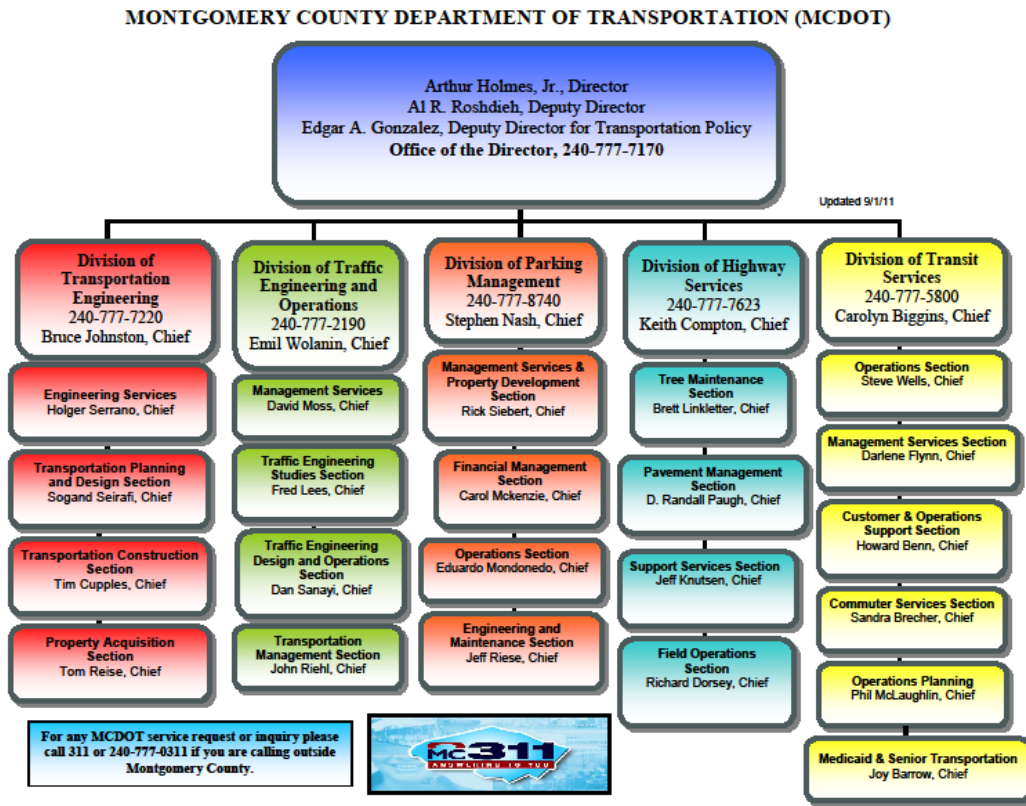 MONTGOMERY COUNTY DEPARTMENT OF TRANSPORTATION (MCDOT)
Arthur Holmes, Jr., Director
Al R. Roshdieh, Deputy Director
Edgar A. Gonzalez, Deputy Director for Transportation Policy
Office of the Director, 240-777-7170
Updated 9/1/11
Division of
Transportation
Engineering
240-777-7220
Bruce Johnston, Chief
Engineering Services
Holger Serrano, Chief
Transportation Planning
and Design Section
Sogand Seirafi, Chief
Transportation Construction
Section
Tim Cupples, Chief
Property Acquisition
Section
Tom Reise, Chief
Division of Traffic
Engineering and
Operations
240-777-2190
Emil Wolanin, Chief
Management Services
David Moss, Chief
Traffic Engineering
Studies Section
Fred Lees, Chief
Traffic Engineering
Design and Operations
Section
Dan Sanayi, Chief
Transportation
Management Section
John Riehl, Chief
Division of Parking
Management
240-777-8740
Stephen Nash, Chief
Management Services &
Property Development
Section
Rick Siebert, Chief
Financial Management
Section
Carol Mckenzie, Chief
Operations Section
Eduardo Mondonedo, Chief
Engineering and
Maintenance Section
Jeff Riese, Chief
Division of Highway
Services
240-777-7623
Keith Compton, Chief
Tree Maintenance
Section
Brett Linkletter, Chief
Pavement Management
Section
D. Randall Paugh, Chief
Support Services Section
Jeff Knutsen, Chief
Field Operations
Section
Richard Dorsey, Chief
Division of Transit
Services
240-777-5800
Carolyn Biggins, Chief
Operations Section
Steve Wells, Chief
Management Services Section
Darlene Flynn, Chief
Customer & Operations
Support Section
Howard Benn, Chief
Commuter Services Section
Sandra Brecher, Chief
Operations Planning
Phil McLaughlin, Chief
Medicaid & Senior Transportation
Joy Barrow, Chief
For any MCDOT service request or inquiry please
call 311 or 240-777-0311 if you are calling outside
Montgomery County.
MC311
ANSWERING TO YOU